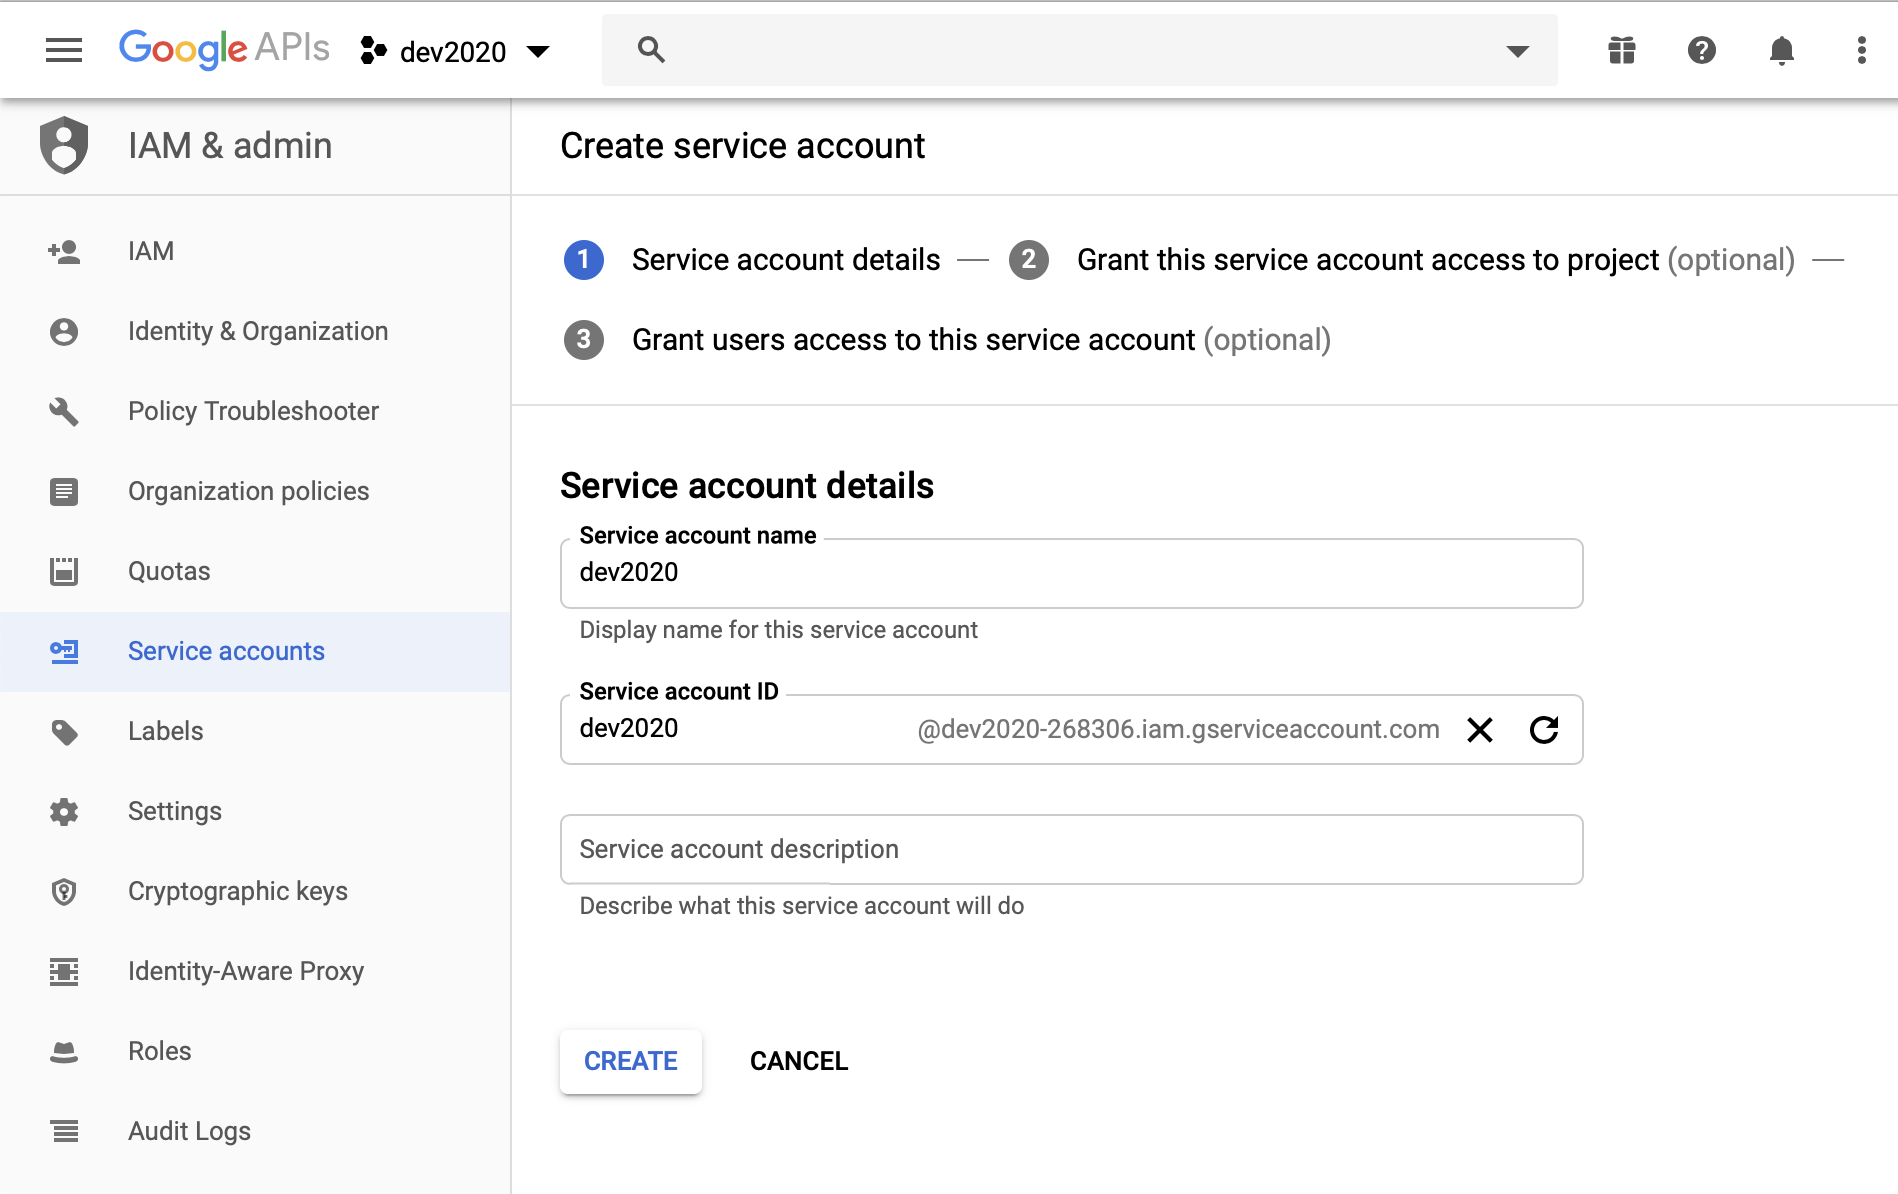 Google APIs dev2020
IAM & admin
Create service account
IAM
Identity & Organization
Policy Troubleshooter
Organization policies
Quotas
Service accounts
Labels
Settings
Cryptographic keys
Identity-Aware Proxy
Roles
Audit Logs
1 Service account details — 2 Grant this service account access to project (optional) —
3 Grant users access to this service account (optional)
Service account details
Service account name
dev2020
Display name for this service account
Service account ID
dev2020 @dev2020-268306.iam.gserviceaccount.com
Service account description
Describe what this service account will do
CREATE CANCEL